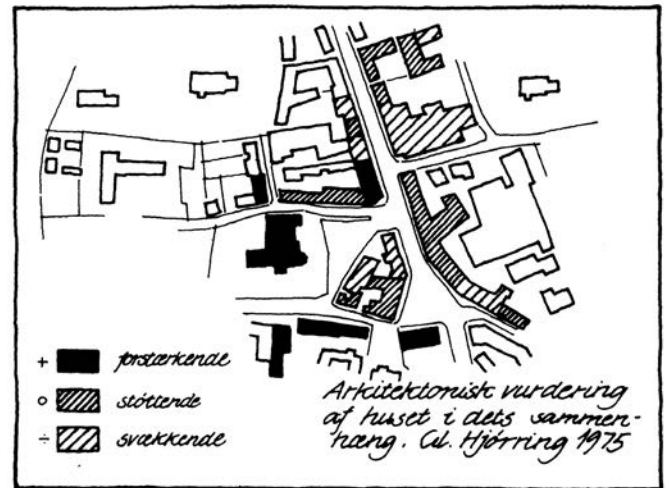 + forstærkende
o støttende
÷ svækkende
Arkitektonisk vurdering
af huset i dets sammen-
hæng. Gl. Hjørring 1975